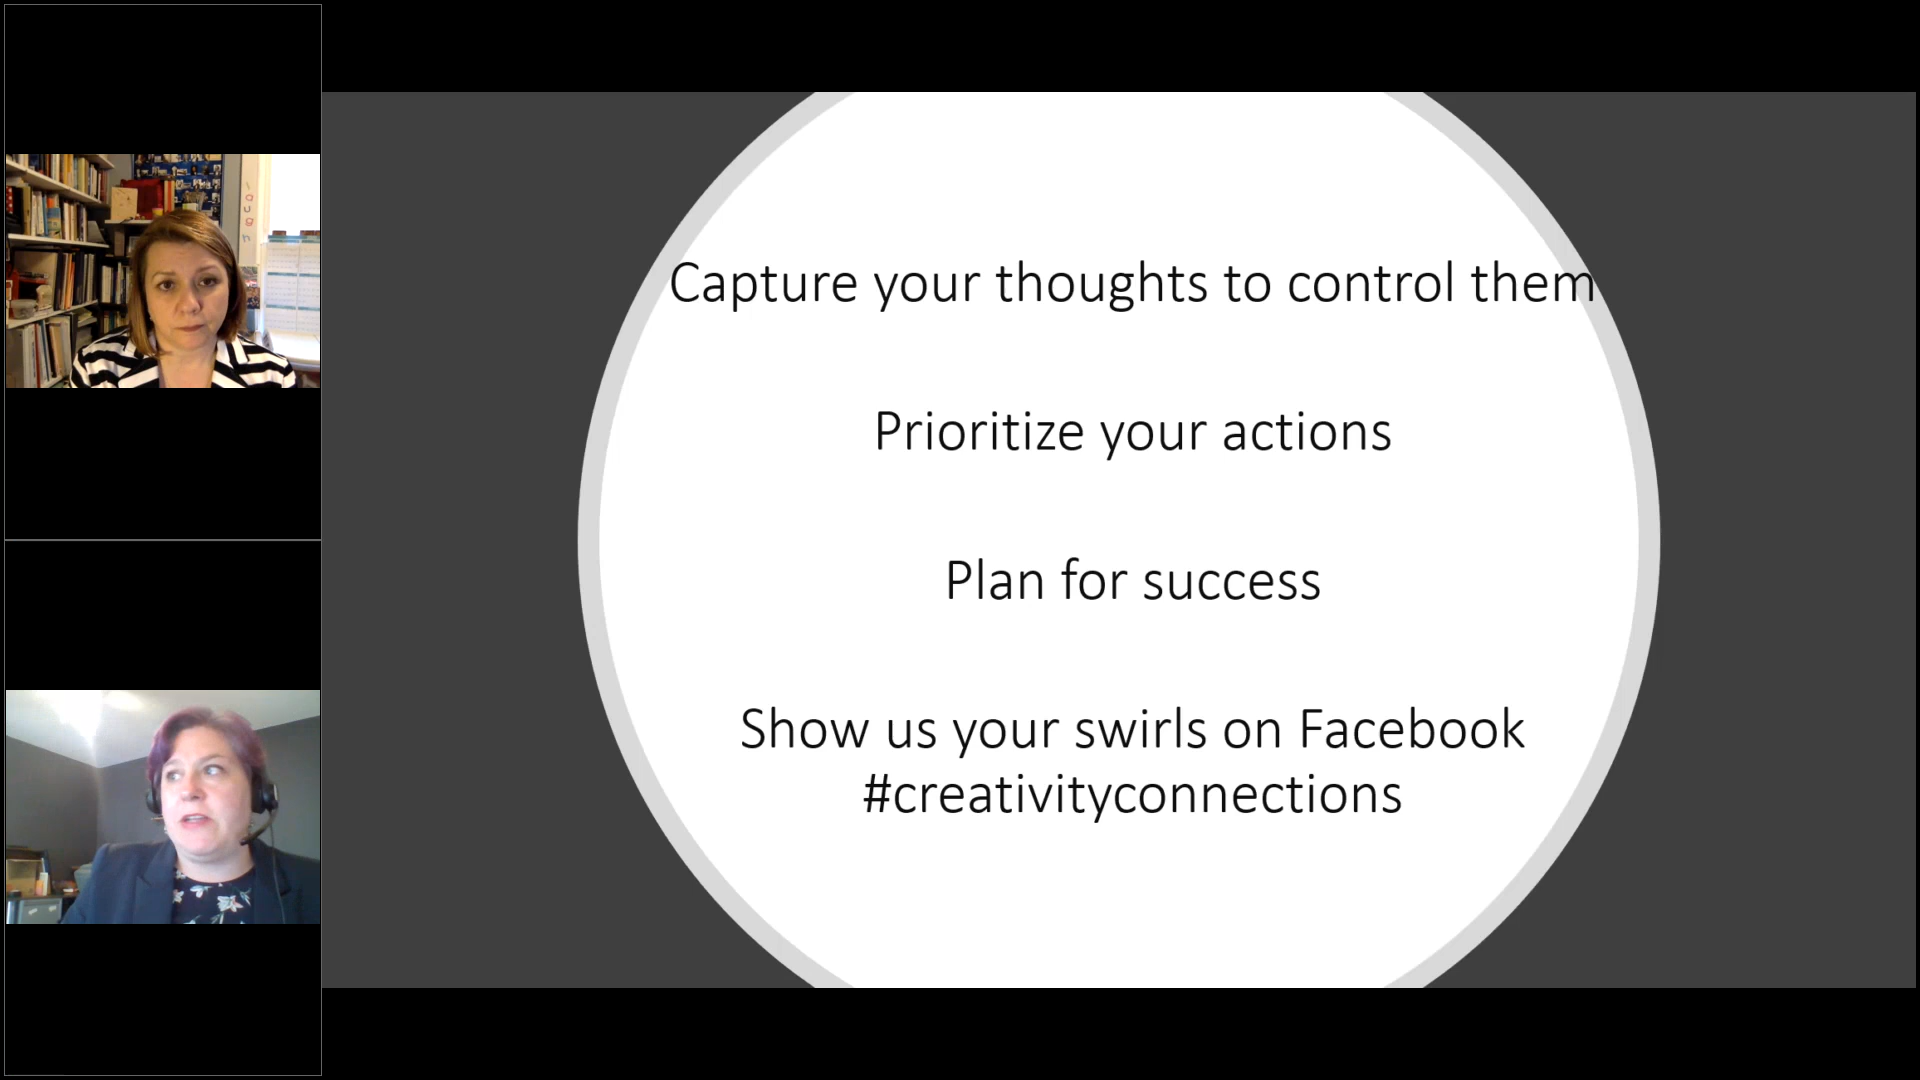 Capture your thoughts to control them
Prioritize your actions
Plan for success
Show us your swirls on Facebook
#creativityconnections